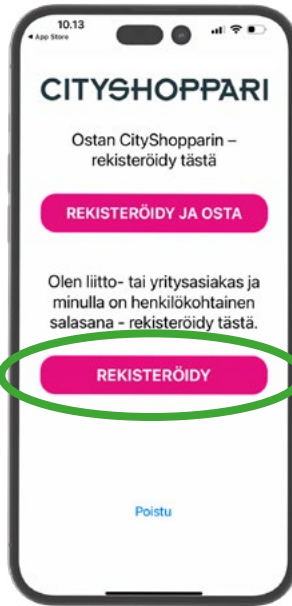 10.13
App Store
CITYSHOPPARI
Ostan CityShopparin –
rekisteröidy tästä
REKISTERÖIDY JA OSTA
Olen liitto- tai yritysasiakas ja
minulla on henkilökohtainen
salasana - rekisteröidy tästä.
REKISTERÖIDY
Poistu